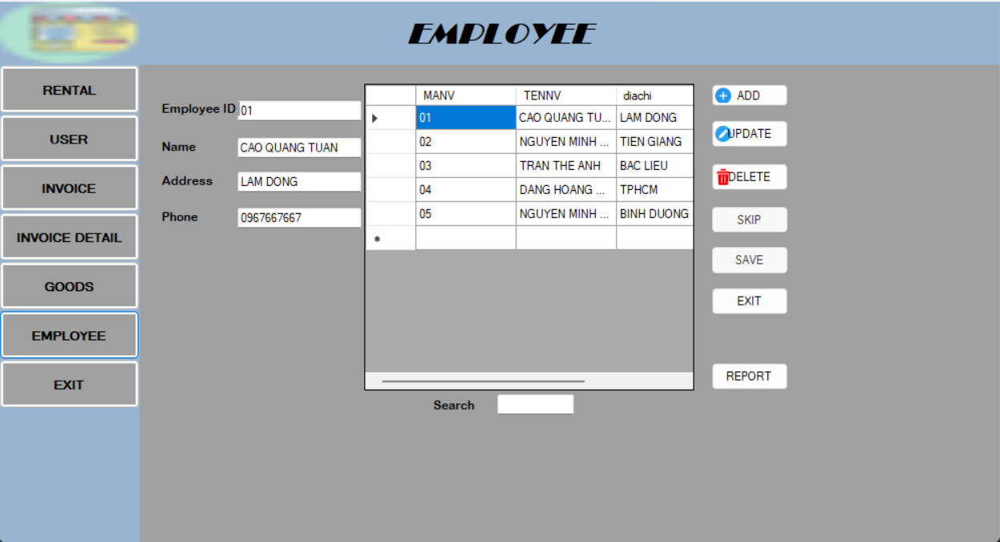 EMPLOYEE
RENTAL
USER
INVOICE
INVOICE DETAIL
GOODS
EMPLOYEE
EXIT
Employee ID 01
Name CAO QUANG TUAN
Address LAM DONG
Phone 0967667667
MANV TENNV diachi
01 CAO QUANG TU... LAM DONG
02 NGUYEN MINH ... TIEN GIANG
03 TRAN THE ANH BAC LIEU
04 DANG HOANG ... TPHCM
05 NGUYEN MINH ... BINH DUONG
*
Search
ADD
UPDATE
DELETE
SKIP
SAVE
EXIT
REPORT